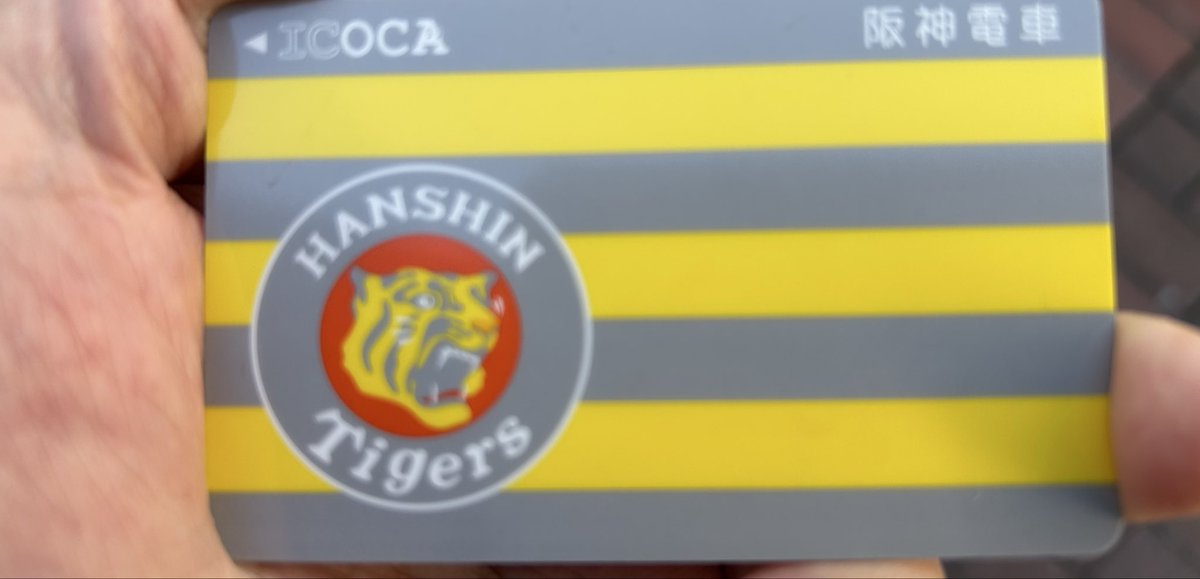 ◀ ICOCA
阪神電車
HANSHIN
Tigers